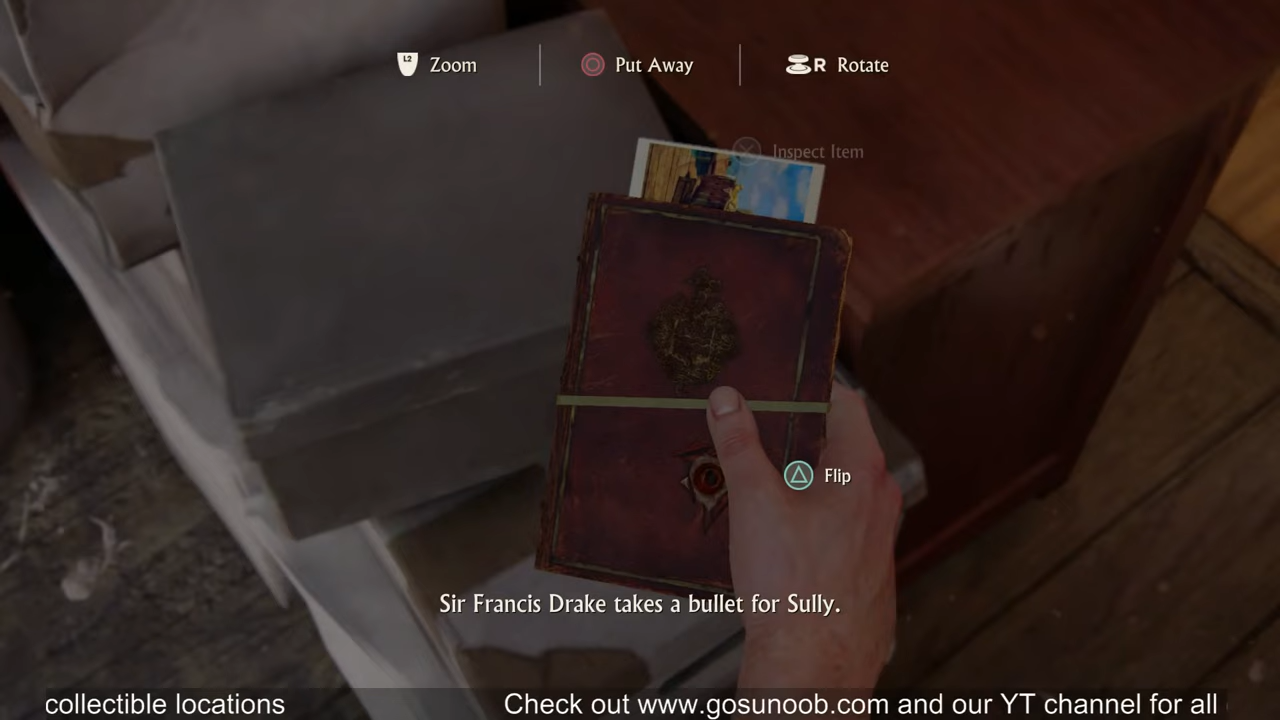 L2 Zoom Put Away R Rotate
Inspect Item
Flip
Sir Francis Drake takes a bullet for Sully.
collectible locations Check out www.gosunoob.com and our YT channel for all